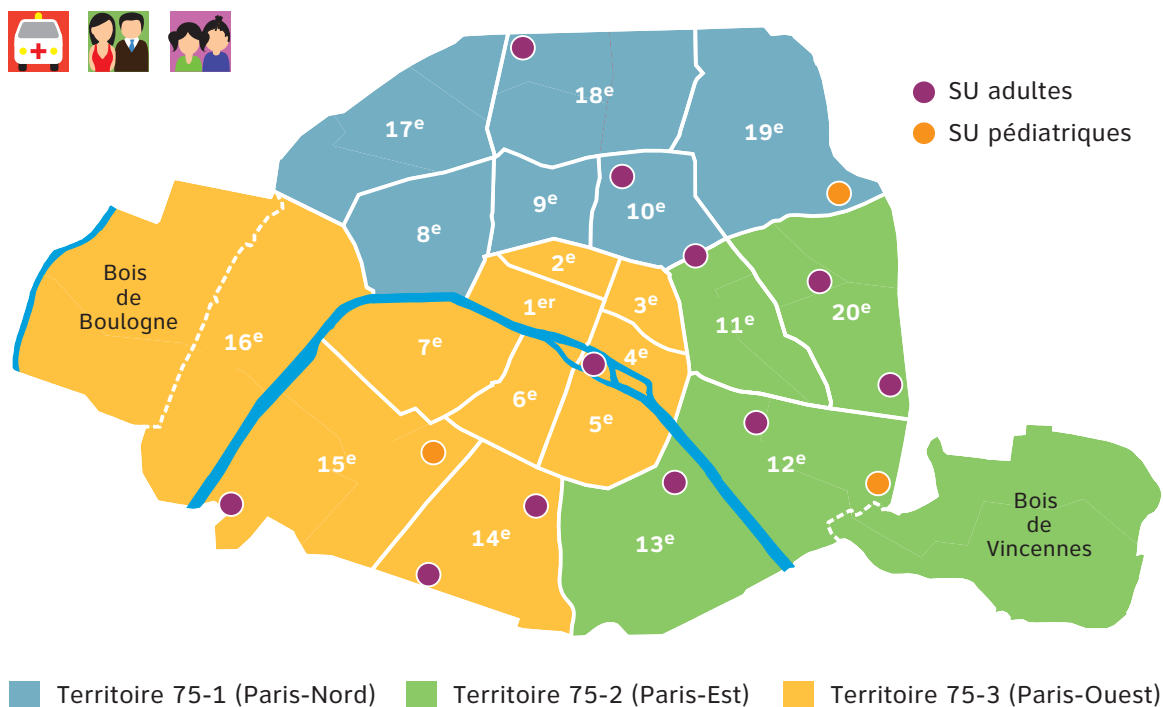 SU adultes
SU pédiatriques
18e
17e
19e
9e
10e
8e
2e
1er
3e
Bois
de
Boulogne
16e
7e
4e
11e
20e
6e
5e
15e
12e
14e
13e
Bois
de
Vincennes
Territoire 75-1 (Paris-Nord)
Territoire 75-2 (Paris-Est)
Territoire 75-3 (Paris-Ouest)